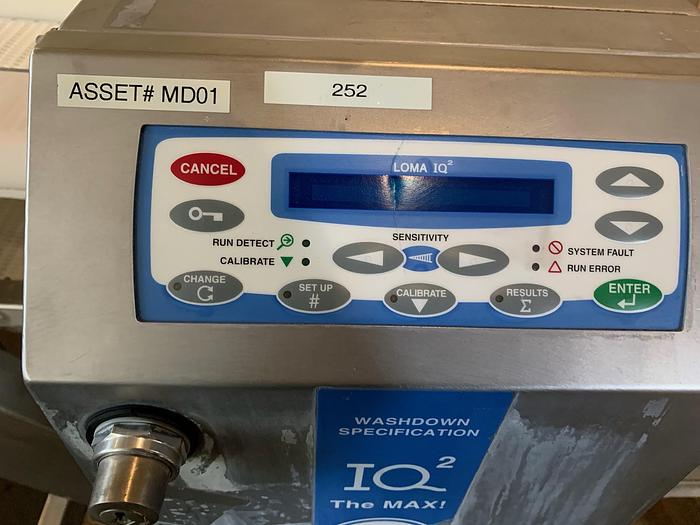 ASSET# MD01
252
CANCEL
LOMA IQ²
SENSITIVITY
RUN DETECT
CALIBRATE
SYSTEM FAULT
RUN ERROR
CHANGE
SET UP
#
CALIBRATE
RESULTS
Σ
ENTER
WASHDOWN
SPECIFICATION
IQ²
The MAX!